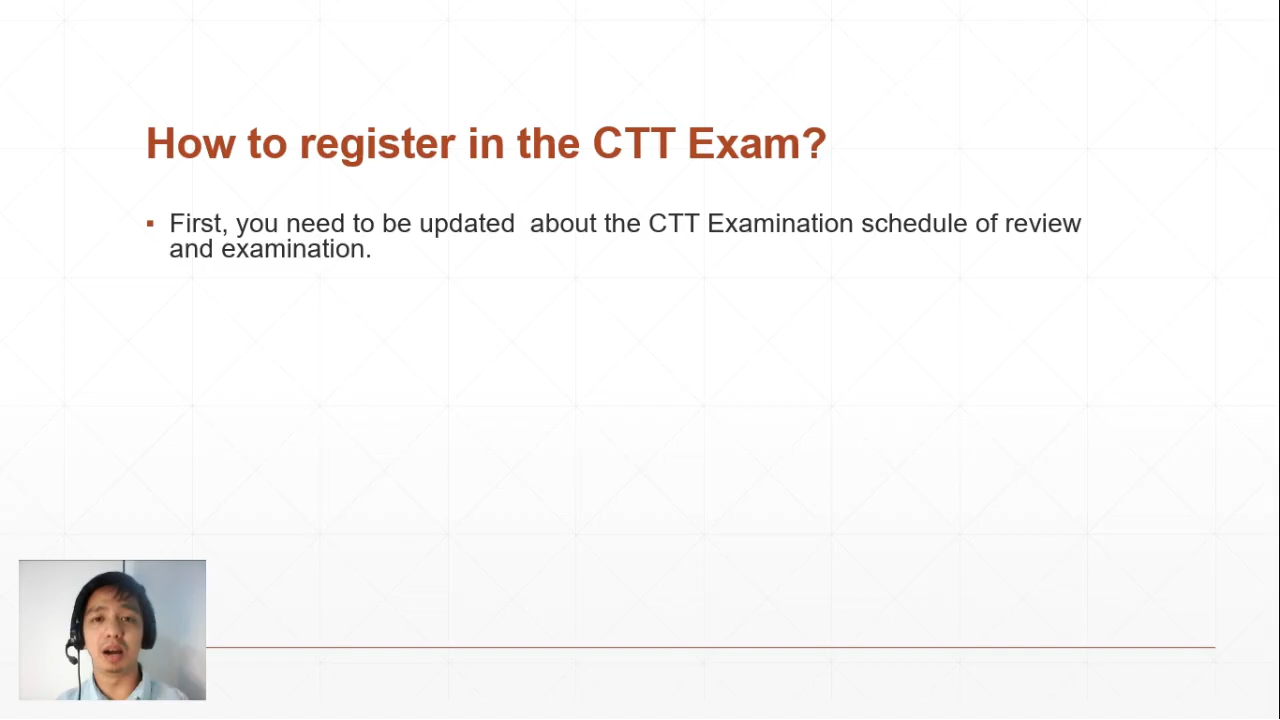 How to register in the CTT Exam?
▪ First, you need to be updated  about the CTT Examination schedule of review
and examination.